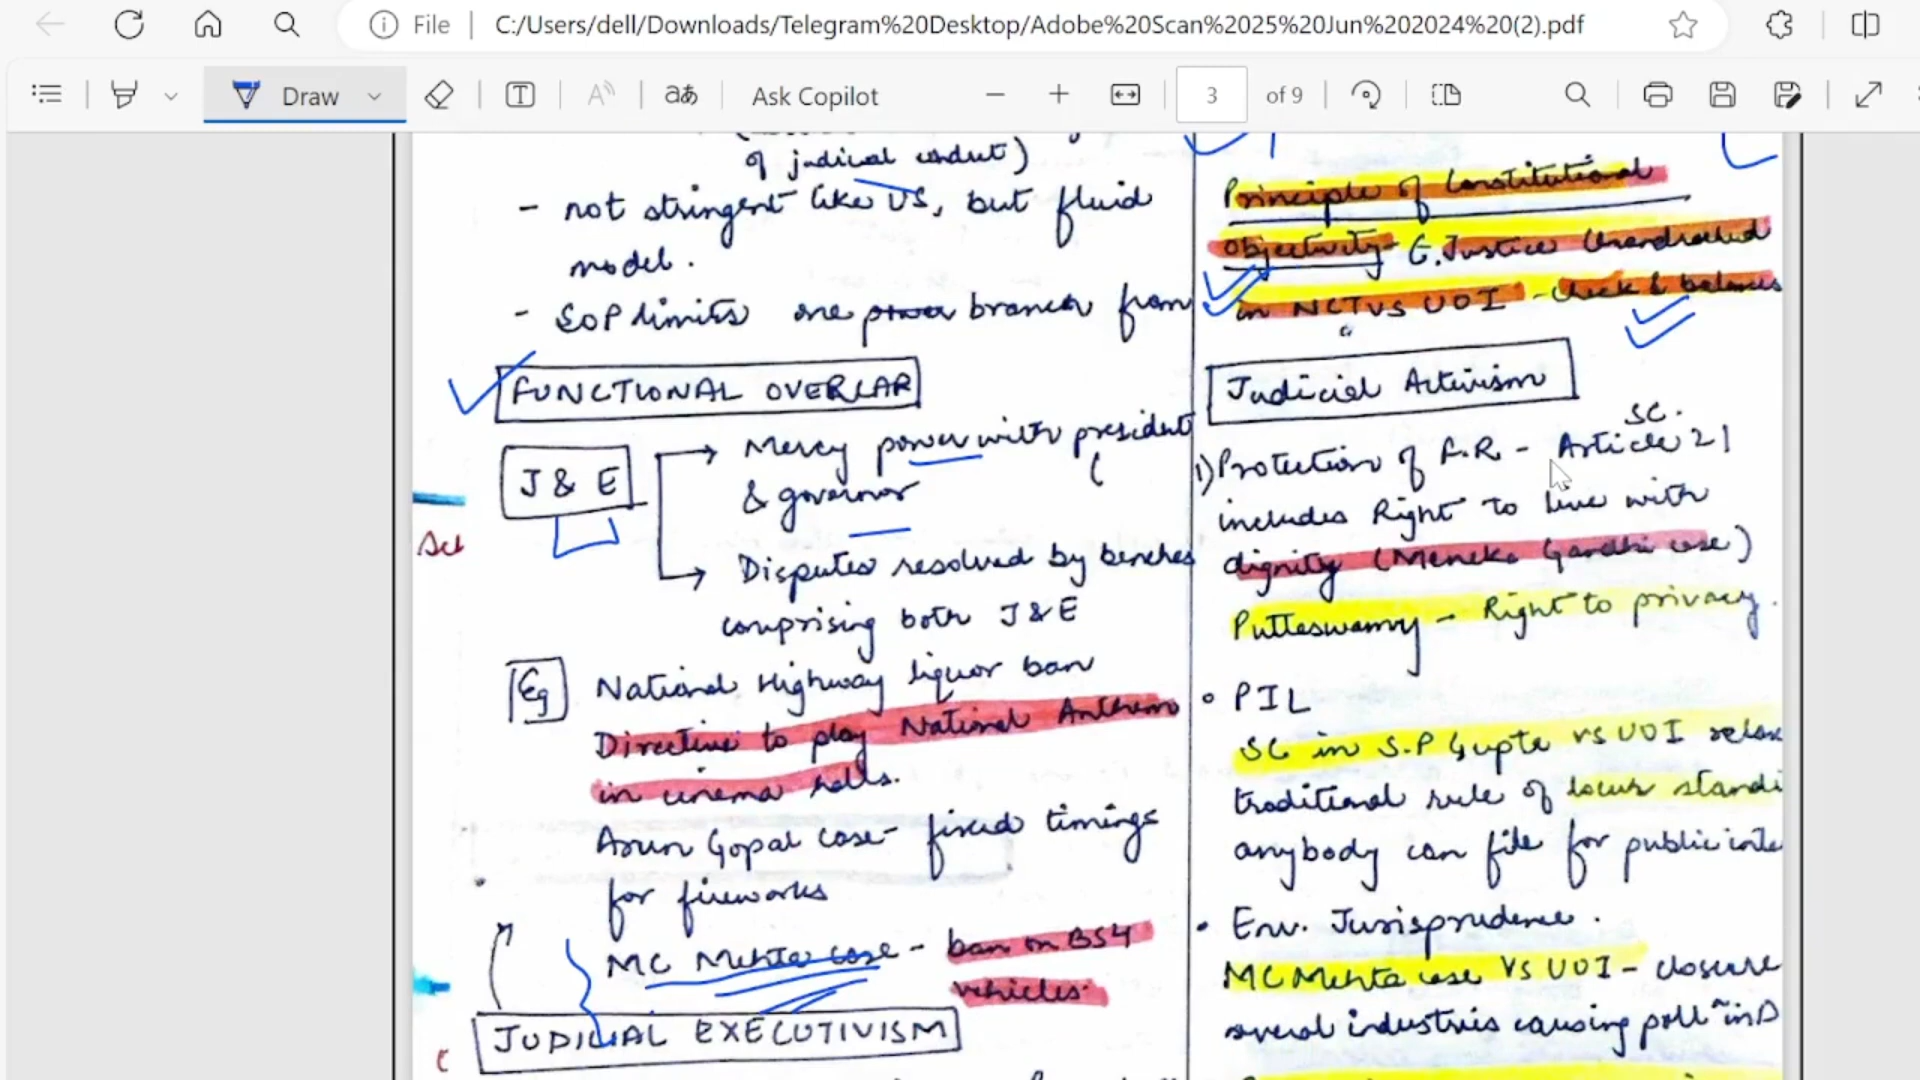 File
C:/Users/dell/Downloads/Telegram%20Desktop/Adobe%20Scan%2025%20Jun%202024%20(2).pdf
Draw
Ask Copilot
3
of 9
of judicial conduct)
- not stringent like US, but fluid
model.
- SOP limits one power branch from
FUNCTIONAL OVERLAP
J & E
Mercy power with president
& governor
Disputes resolved by benches
comprising both J & E
Eg
National Highway liquor ban
Directive to play National Anthem
in cinema halls.
Arun Gopal case - fixed timings
for fireworks
MC Mehta case - ban on BS4
vehicles.
JUDICIAL EXECUTIVISM
Principle of Constitutional
Objectivity - E.Justice Chandrachud
in NCT vs UOI - check & balances
Judicial Activism
SC.
1) Protection of F.R. - Article 21
includes Right to live with
dignity (Meneka Gandhi case)
Puttaswamy - Right to privacy.
• PIL
SC in S.P Gupta vs UOI relax
traditional rule of locus standi
anybody can file for public inte
• Env. Jurisprudence.
MC Mehta case VS UOI - closure
several industries causing poll~ in D